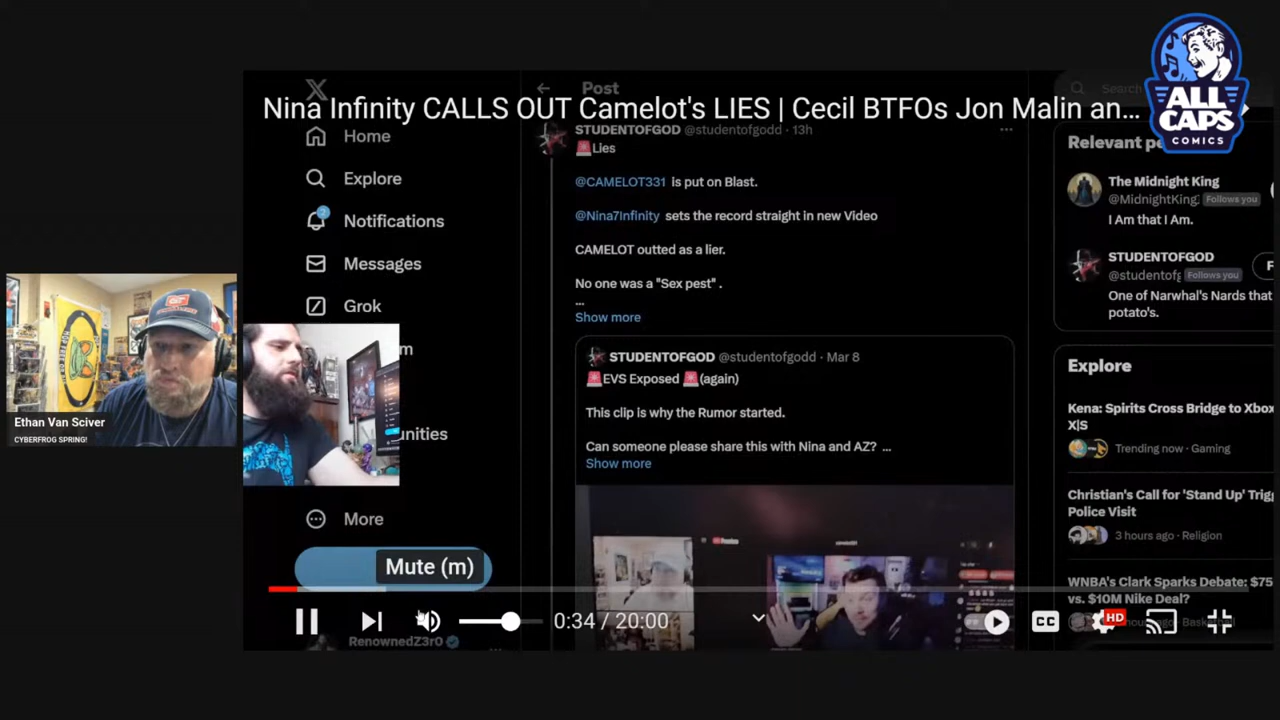 Nina Infinity CALLS OUT Camelot's LIES | Cecil BTFOs Jon Malin an...
ALL
CAPS
COMICS
Home
Explore
2
Notifications
Messages
Grok
m
unities
More
Mute (m)
RenownedZ3r0
0:34 / 20:00
CC
HD
Ethan Van Sciver
CYBERFROG SPRING!
Post
STUDENTOFGOD @studentofgodd · 13h
🚨Lies
@CAMELOT331 is put on Blast.
@Nina7Infinity sets the record straight in new Video
CAMELOT outted as a lier.
No one was a "Sex pest" .
...
Show more
STUDENTOFGOD @studentofgodd · Mar 8
🚨EVS Exposed 🚨(again)
This clip is why the Rumor started.
Can someone please share this with Nina and AZ? ...
Show more
Search
Relevant pe
The Midnight King
@MidnightKing Follows you
I Am that I Am.
STUDENTOFGOD
@studentofg Follows you
F
One of Narwhal's Nards that
potato's.
Explore
Kena: Spirits Cross Bridge to Xbox
X|S
Trending now · Gaming
Christian's Call for 'Stand Up' Trig
Police Visit
3 hours ago · Religion
WNBA's Clark Sparks Debate: $75
vs. $10M Nike Deal?